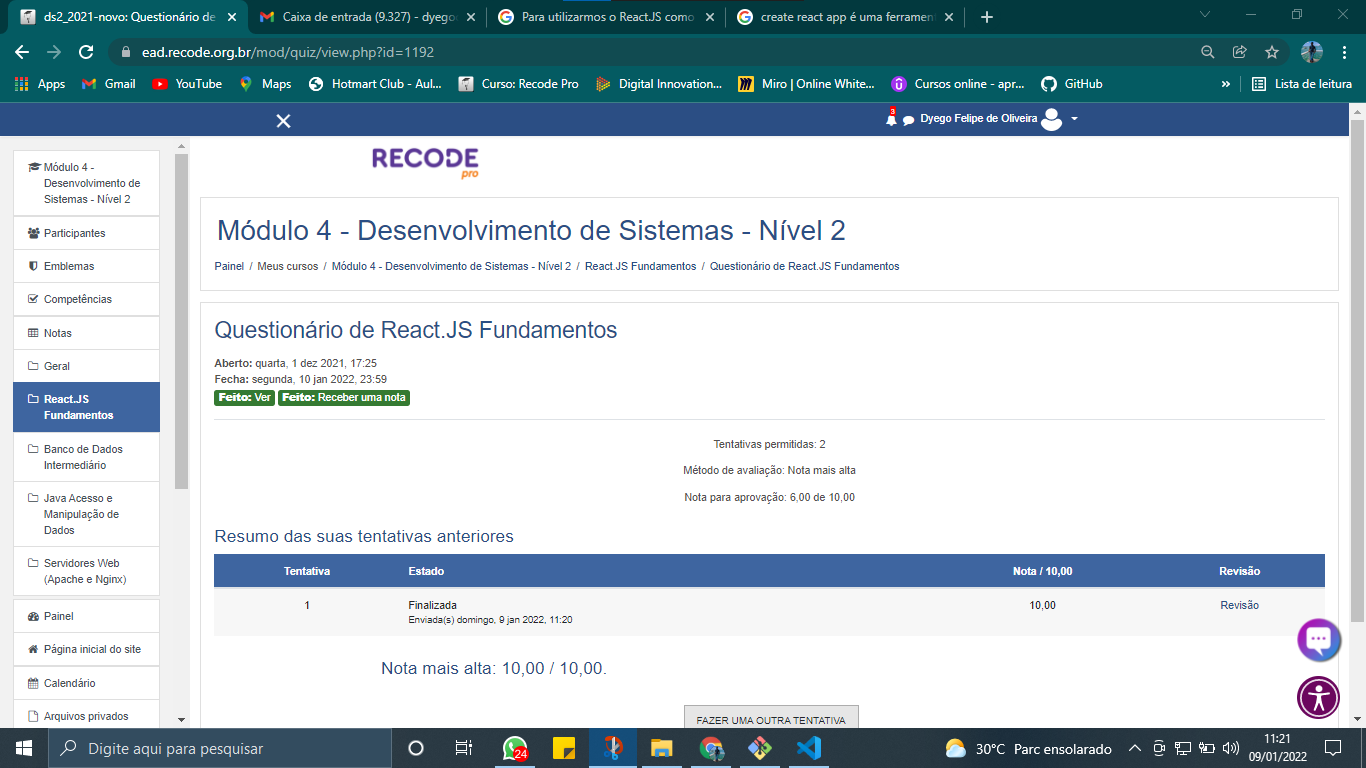 ds2_2021-novo: Questionário de
Caixa de entrada (9.327) - dyego
Para utilizarmos o React.JS como
create react app é uma ferramen
ead.recode.org.br/mod/quiz/view.php?id=1192
Apps
Gmail
YouTube
Maps
Hotmart Club - Aul...
Curso: Recode Pro
Digital Innovation...
Miro | Online White...
Cursos online - apr...
GitHub
»
Lista de leitura
3
Dyego Felipe de Oliveira
Módulo 4 -
Desenvolvimento de
Sistemas - Nível 2
Participantes
Emblemas
Competências
Notas
Geral
React.JS
Fundamentos
Banco de Dados
Intermediário
Java Acesso e
Manipulação de
Dados
Servidores Web
(Apache e Nginx)
Painel
Página inicial do site
Calendário
Arquivos privados
RECODE
pro
Módulo 4 - Desenvolvimento de Sistemas - Nível 2
Painel / Meus cursos / Módulo 4 - Desenvolvimento de Sistemas - Nível 2 / React.JS Fundamentos / Questionário de React.JS Fundamentos
Questionário de React.JS Fundamentos
Aberto: quarta, 1 dez 2021, 17:25
Fecha: segunda, 10 jan 2022, 23:59
Feito: Ver Feito: Receber uma nota
Tentativas permitidas: 2
Método de avaliação: Nota mais alta
Nota para aprovação: 6,00 de 10,00
Resumo das suas tentativas anteriores
Tentativa Estado Nota / 10,00 Revisão
1 Finalizada 10,00 Revisão
Enviada(s) domingo, 9 jan 2022, 11:20
Nota mais alta: 10,00 / 10,00.
FAZER UMA OUTRA TENTATIVA
Digite aqui para pesquisar
24
30°C Parc ensolarado
11:21
09/01/2022